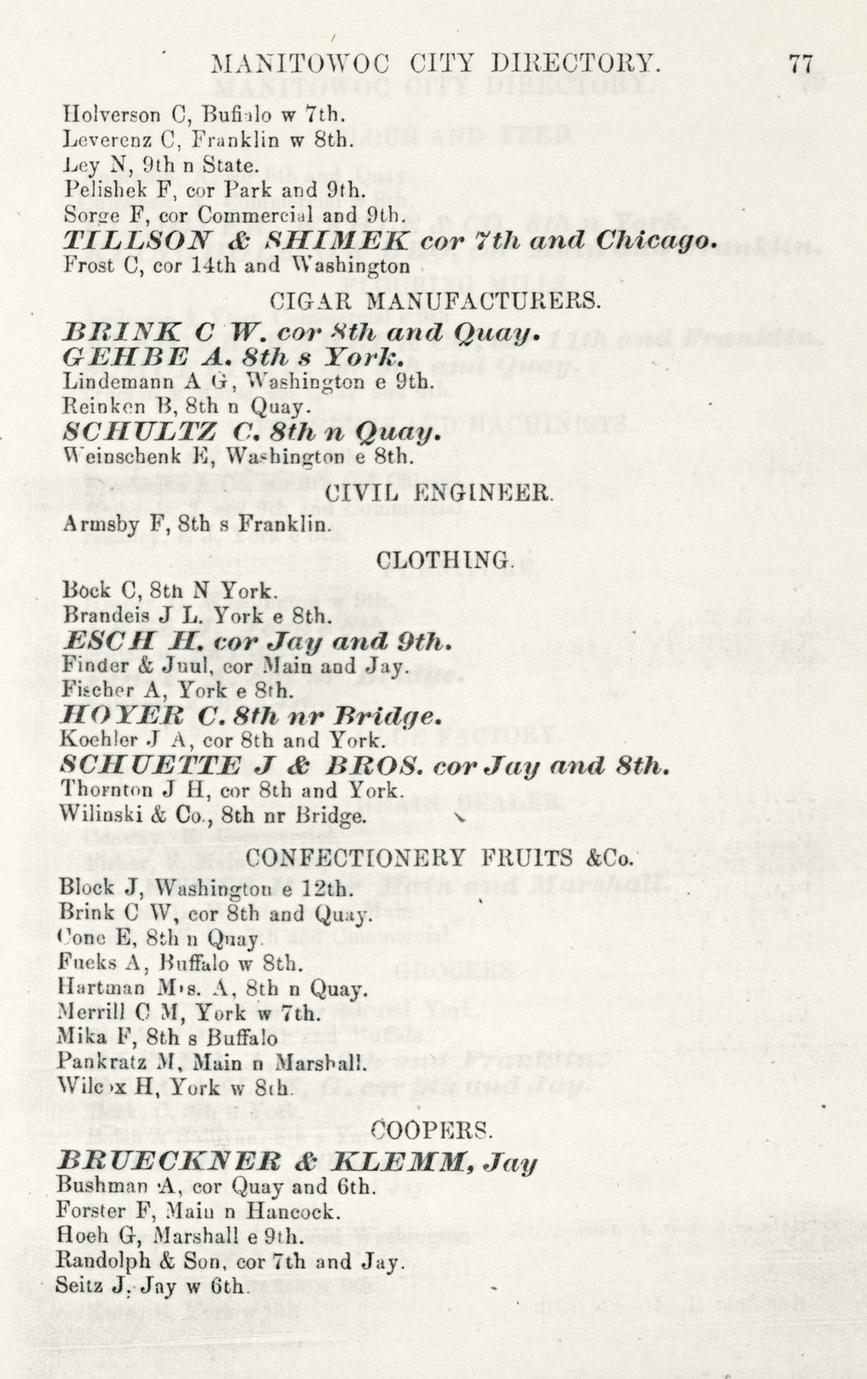 MANITOWOC CITY DIRECTORY. 77
Holverson C, Buffalo w 7th.
Leverenz C, Franklin w 8th.
Ley N, 9th n State.
Pelishek F, cor Park and 9th.
Sorge F, cor Commercial and 9th.
TILLSON & SHIMEK cor 7th and Chicago.
Frost C, cor 14th and Washington
CIGAR MANUFACTURERS.
BRINK C W. cor 8th and Quay.
GEHBE A. 8th s York.
Lindemann A G, Washington e 9th.
Reinken B, 8th n Quay.
SCHULTZ C. 8th n Quay.
Weinschenk E, Washington e 8th.
CIVIL ENGINEER.
Armsby F, 8th s Franklin.
CLOTHING.
Bock C, 8th N York.
Brandeis J L. York e 8th.
ESCH H. cor Jay and 9th.
Finder & Juul, cor Main and Jay.
Fischer A, York e 8th.
HOYER C. 8th nr Bridge.
Koehler J A, cor 8th and York.
SCHUETTE J & BROS. cor Jay and 8th.
Thornton J H, cor 8th and York.
Wilinski & Co., 8th nr Bridge.
CONFECTIONERY FRUITS &Co.
Block J, Washington e 12th.
Brink C W, cor 8th and Quay.
Cone E, 8th n Quay.
Fucks A, Buffalo w 8th.
Hartman Mrs. A, 8th n Quay.
Merrill C M, York w 7th.
Mika F, 8th s Buffalo
Pankratz M, Main n Marshall.
Wilcox H, York w 8th.
COOPERS.
BRUECKNER & KLEMM, Jay
Bushman A, cor Quay and 6th.
Forster F, Main n Hancock.
Hoeh G, Marshall e 9th.
Randolph & Son, cor 7th and Jay.
Seitz J. Jay w 6th.